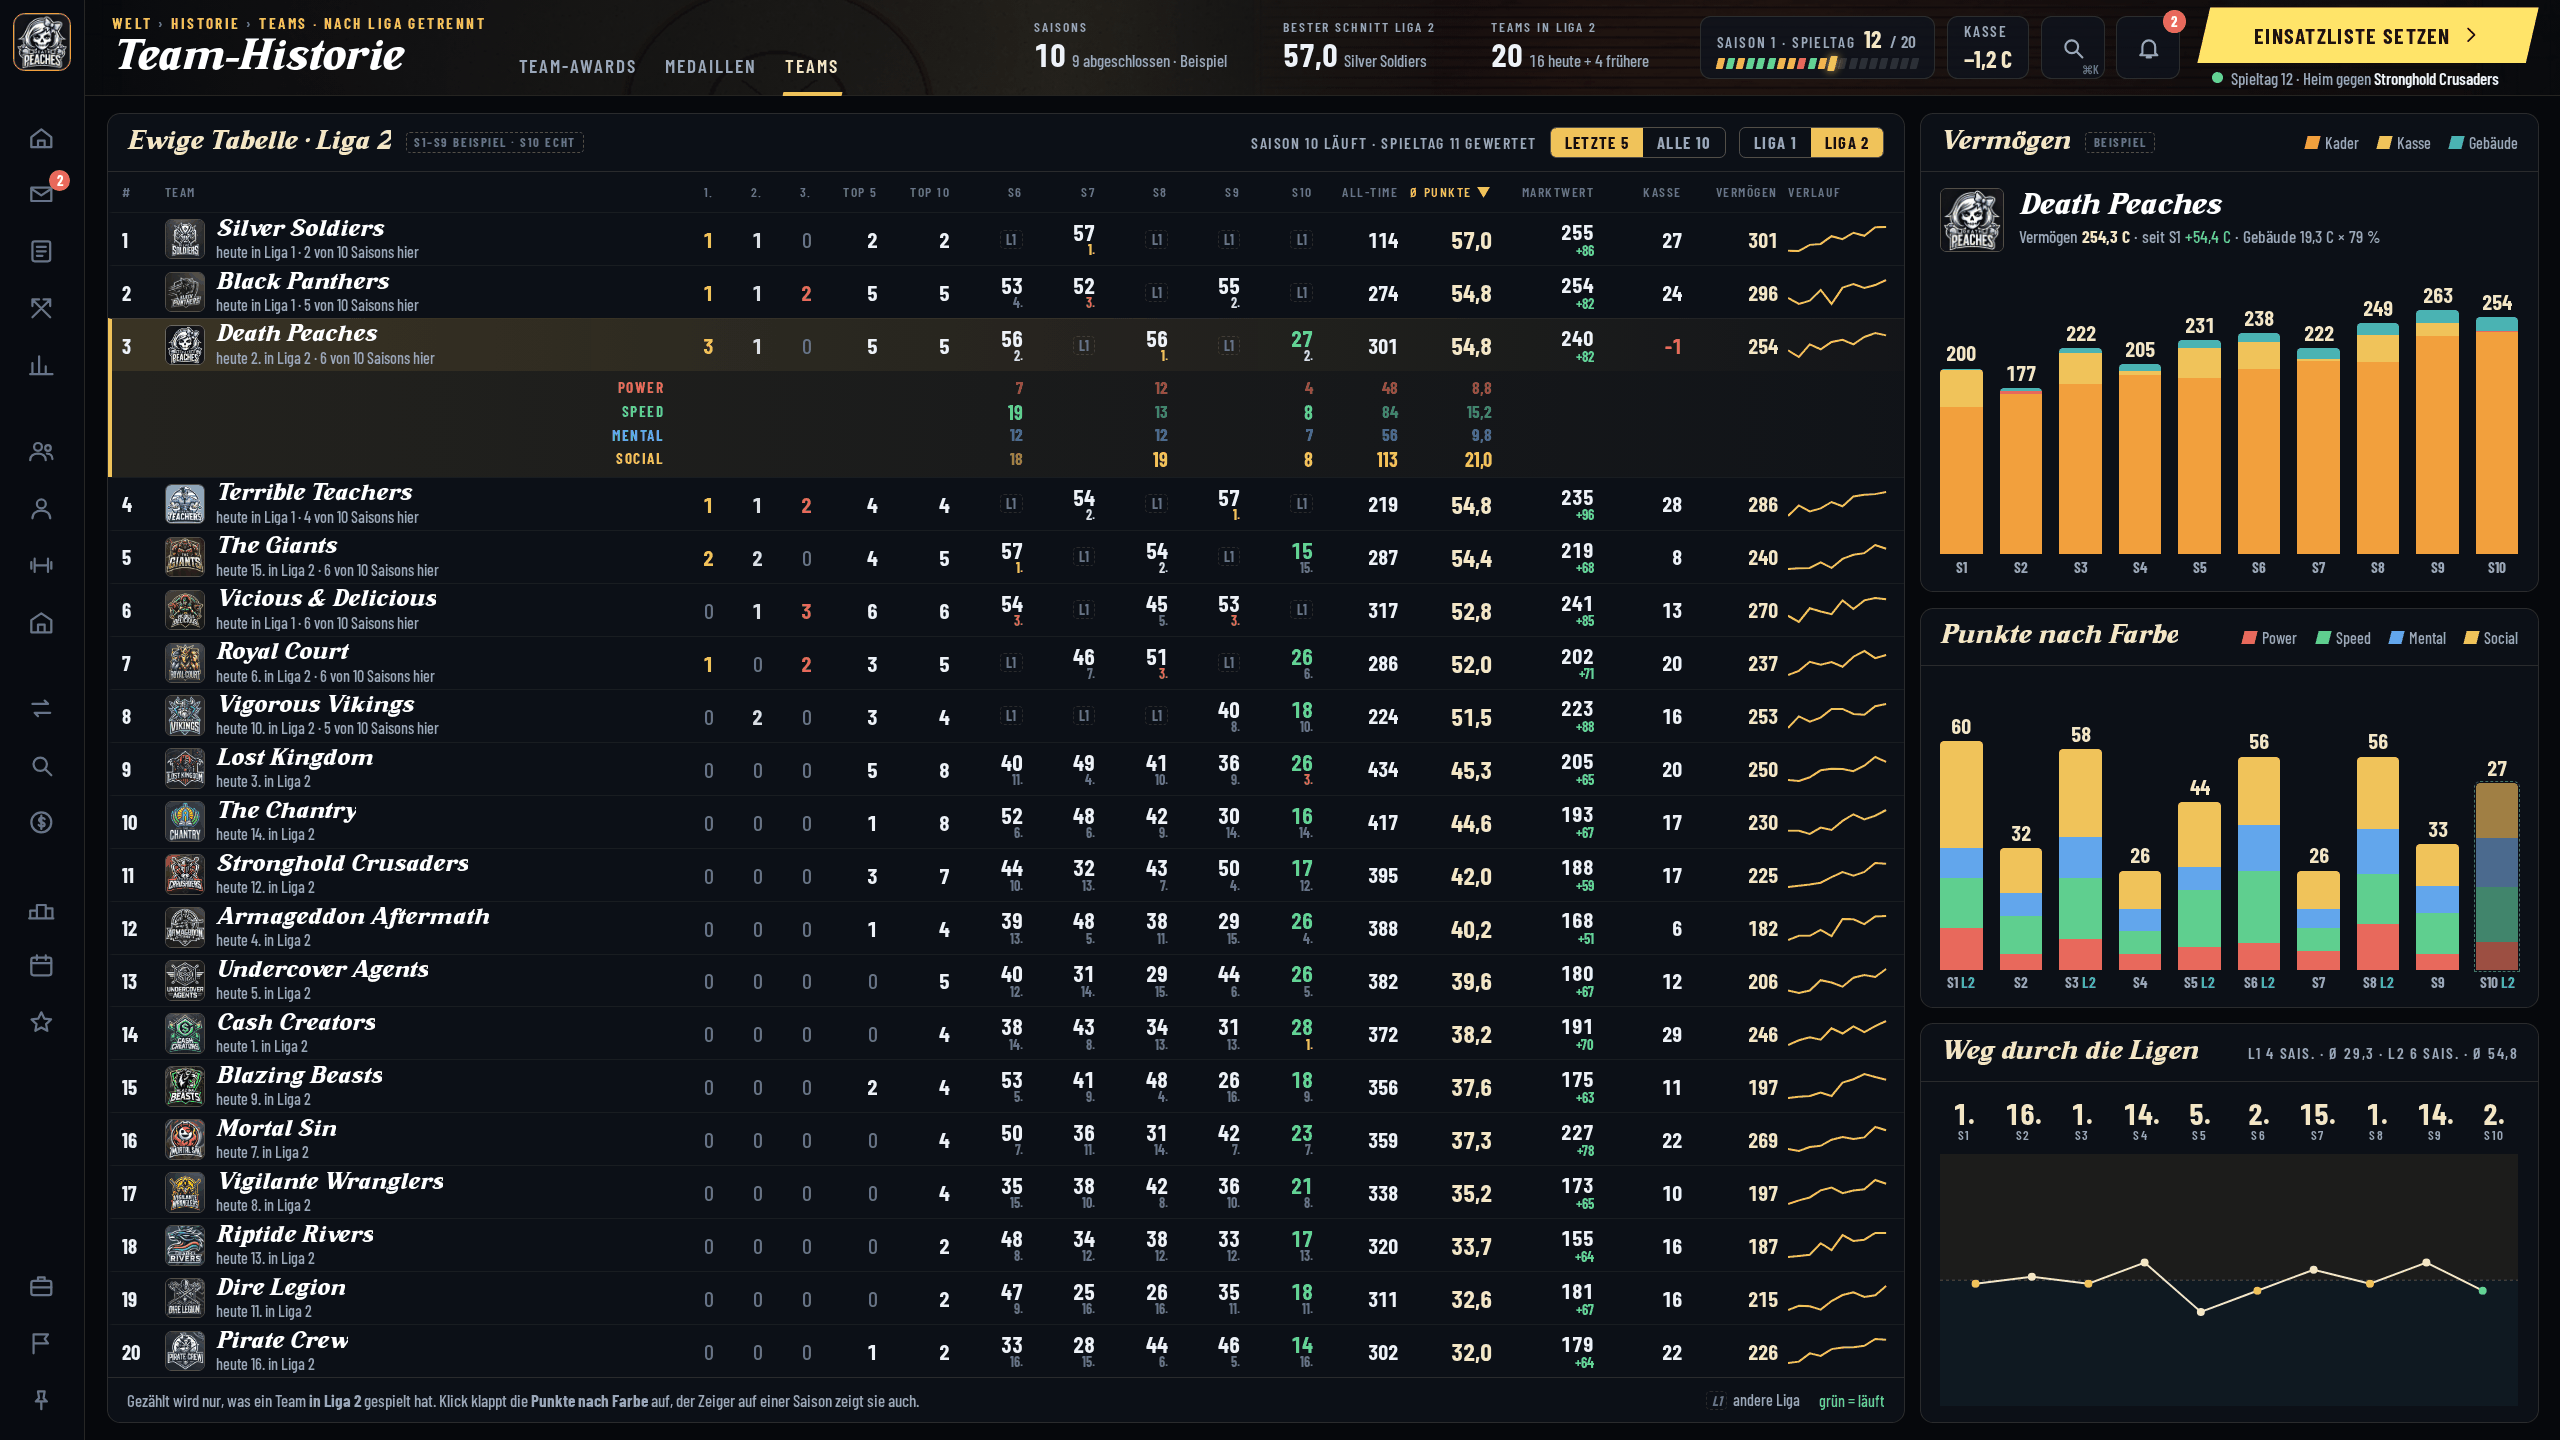 WELT › HISTORIE › TEAMS · NACH LIGA GETRENNT
Team-Historie
TEAM-AWARDS MEDAILLEN TEAMS
SAISONS
10 9 abgeschlossen · Beispiel
BESTER SCHNITT LIGA 2
57,0 Silver Soldiers
TEAMS IN LIGA 2
20 16 heute + 4 frühere
SAISON 1 · SPIELTAG 12 / 20
KASSE
−1,2 C
⌘K
2
EINSATZLISTE SETZEN
Spieltag 12 · Heim gegen Stronghold Crusaders
2
Ewige Tabelle · Liga 2 S1–S9 BEISPIEL · S10 ECHT
SAISON 10 LÄUFT · SPIELTAG 11 GEWERTET LETZTE 5 ALLE 10 LIGA 1 LIGA 2
# TEAM 1. 2. 3. TOP 5 TOP 10 S6 S7 S8 S9 S10 ALL-TIME Ø PUNKTE ▼ MARKTWERT KASSE VERMÖGEN VERLAUF
1 Silver Soldiers 1 1 0 2 2 L1 57 L1 L1 L1 114 57,0 255 27 301
heute in Liga 1 · 2 von 10 Saisons hier 1. +86
2 Black Panthers 1 1 2 5 5 53 52 L1 55 L1 274 54,8 254 24 296
heute in Liga 1 · 5 von 10 Saisons hier 4. 3. 2. +82
3 Death Peaches 3 1 0 5 5 56 L1 56 L1 27 301 54,8 240 -1 254
heute 2. in Liga 2 · 6 von 10 Saisons hier 2. 1. 2. +82
POWER 7 12 4 48 8,8
SPEED 19 13 8 84 15,2
MENTAL 12 12 7 56 9,8
SOCIAL 18 19 8 113 21,0
4 Terrible Teachers 1 1 2 4 4 L1 54 L1 57 L1 219 54,8 235 28 286
heute in Liga 1 · 4 von 10 Saisons hier 2. 1. +96
5 The Giants 2 2 0 4 5 57 L1 54 L1 15 287 54,4 219 8 240
heute 15. in Liga 2 · 6 von 10 Saisons hier 1. 2. 15. +68
6 Vicious & Delicious 0 1 3 6 6 54 L1 45 53 L1 317 52,8 241 13 270
heute in Liga 1 · 6 von 10 Saisons hier 3. 5. 3. +85
7 Royal Court 1 0 2 3 5 L1 46 51 L1 26 286 52,0 202 20 237
heute 6. in Liga 2 · 6 von 10 Saisons hier 7. 3. 6. +71
8 Vigorous Vikings 0 2 0 3 4 L1 L1 L1 40 18 224 51,5 223 16 253
heute 10. in Liga 2 · 5 von 10 Saisons hier 8. 10. +88
9 Lost Kingdom 0 0 0 5 8 40 49 41 36 26 434 45,3 205 20 250
heute 3. in Liga 2 11. 4. 10. 9. 3. +65
10 The Chantry 0 0 0 1 8 52 48 42 30 16 417 44,6 193 17 230
heute 14. in Liga 2 6. 6. 9. 14. 14. +67
11 Stronghold Crusaders 0 0 0 3 7 44 32 43 50 17 395 42,0 188 17 225
heute 12. in Liga 2 10. 13. 7. 4. 12. +59
12 Armageddon Aftermath 0 0 0 1 4 39 48 38 29 26 388 40,2 168 6 182
heute 4. in Liga 2 13. 5. 11. 15. 4. +51
13 Undercover Agents 0 0 0 0 5 40 31 29 44 26 382 39,6 180 12 206
heute 5. in Liga 2 12. 14. 15. 6. 5. +67
14 Cash Creators 0 0 0 0 4 38 43 34 31 28 372 38,2 191 29 246
heute 1. in Liga 2 14. 8. 13. 13. 1. +70
15 Blazing Beasts 0 0 0 2 4 53 41 48 26 18 356 37,6 175 11 197
heute 9. in Liga 2 5. 9. 4. 16. 9. +63
16 Mortal Sin 0 0 0 0 4 50 36 31 42 23 359 37,3 227 22 269
heute 7. in Liga 2 7. 11. 14. 7. 7. +78
17 Vigilante Wranglers 0 0 0 0 4 35 38 42 36 21 338 35,2 173 10 197
heute 8. in Liga 2 15. 10. 8. 10. 8. +65
18 Riptide Rivers 0 0 0 0 2 48 34 38 33 17 320 33,7 155 16 187
heute 13. in Liga 2 8. 12. 12. 12. 13. +64
19 Dire Legion 0 0 0 0 2 47 25 26 35 18 311 32,6 181 16 215
heute 11. in Liga 2 9. 16. 16. 11. 11. +67
20 Pirate Crew 0 0 0 1 2 33 28 44 46 14 302 32,0 179 22 226
heute 16. in Liga 2 16. 15. 6. 5. 16. +64
Gezählt wird nur, was ein Team in Liga 2 gespielt hat. Klick klappt die Punkte nach Farbe auf, der Zeiger auf einer Saison zeigt sie auch.
L1 andere Liga grün = läuft
Vermögen BEISPIEL Kader Kasse Gebäude
Death Peaches
Vermögen 254,3 C · seit S1 +54,4 C · Gebäude 19,3 C × 79 %
200 177 222 205 231 238 222 249 263 254
S1 S2 S3 S4 S5 S6 S7 S8 S9 S10
Punkte nach Farbe Power Speed Mental Social
60 32 58 26 44 56 26 56 33 27
S1 L2 S2 S3 L2 S4 S5 L2 S6 L2 S7 S8 L2 S9 S10 L2
Weg durch die Ligen L1 4 SAIS. · Ø 29,3 · L2 6 SAIS. · Ø 54,8
1. 16. 1. 14. 5. 2. 15. 1. 14. 2.
S1 S2 S3 S4 S5 S6 S7 S8 S9 S10